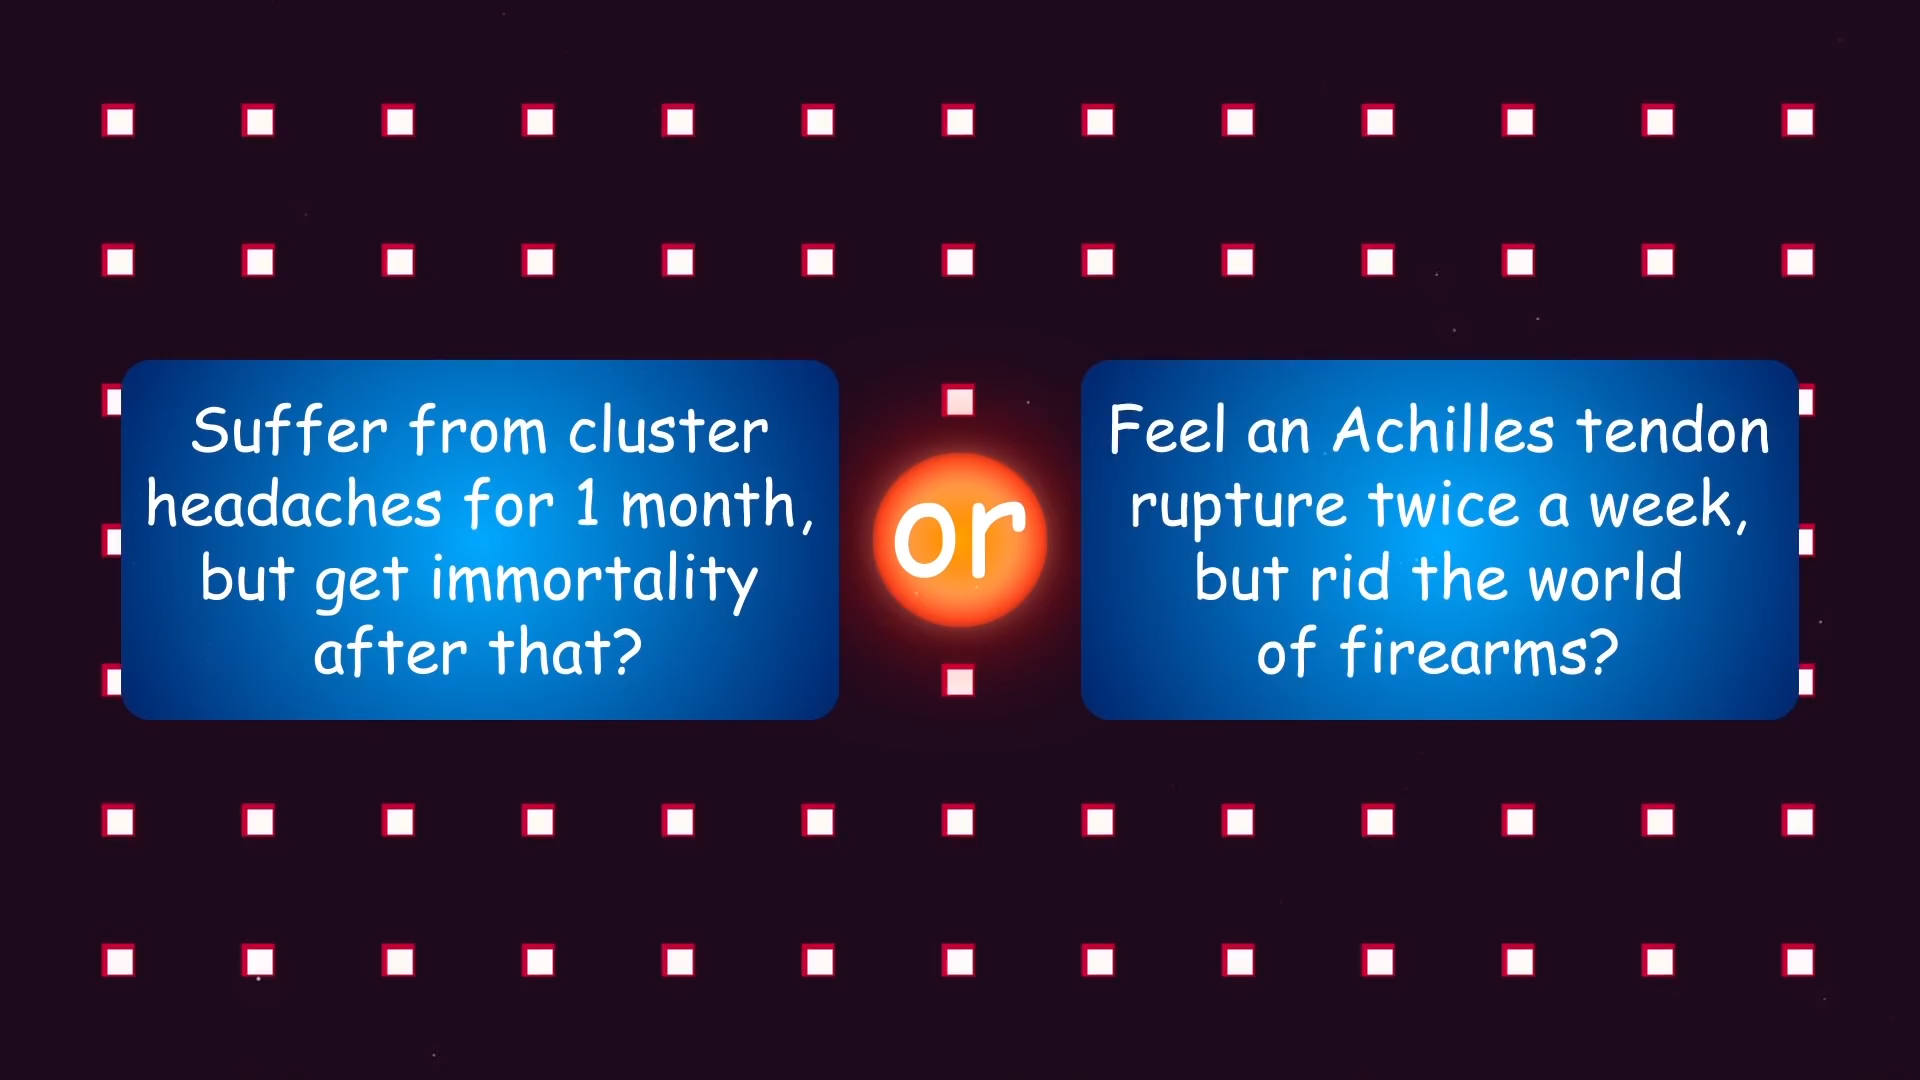 Suffer from cluster
headaches for 1 month,
but get immortality
after that?
or
Feel an Achilles tendon
rupture twice a week,
but rid the world
of firearms?